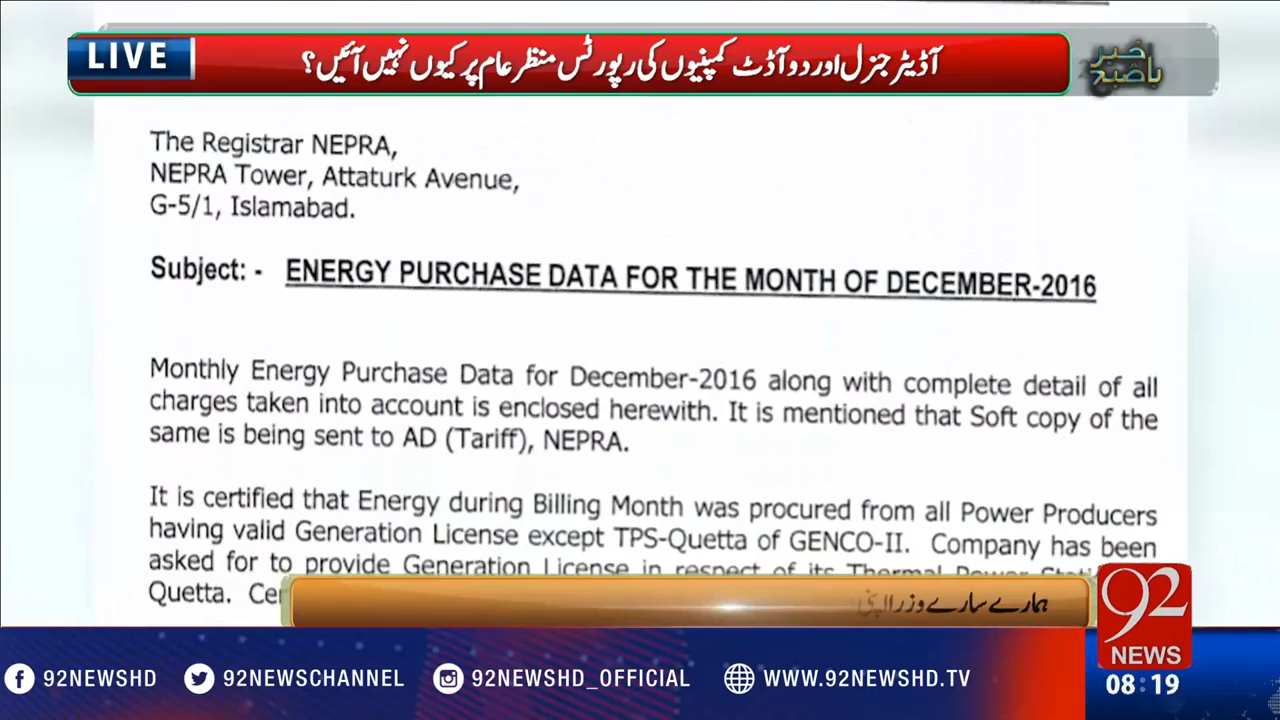 LIVE
آڈیٹر جنرل اور دو آڈٹ کمپنیوں کی رپورٹس منظر عام پر کیوں نہیں آئیں؟
خبر
باضبط
The Registrar NEPRA,
NEPRA Tower, Attaturk Avenue,
G-5/1, Islamabad.
Subject: - ENERGY PURCHASE DATA FOR THE MONTH OF DECEMBER-2016
Monthly Energy Purchase Data for December-2016 along with complete detail of all
charges taken into account is enclosed herewith. It is mentioned that Soft copy of the
same is being sent to AD (Tariff), NEPRA.
It is certified that Energy during Billing Month was procured from all Power Producers
having valid Generation License except TPS-Quetta of GENCO-II. Company has been
asked for to provide Generation License in respect of its Thermal Power
Quetta.
ہمارے سارے وزرا اپنی
92
NEWS
92NEWSHD
92NEWSCHANNEL
92NEWSHD_OFFICIAL
WWW.92NEWSHD.TV
08:19